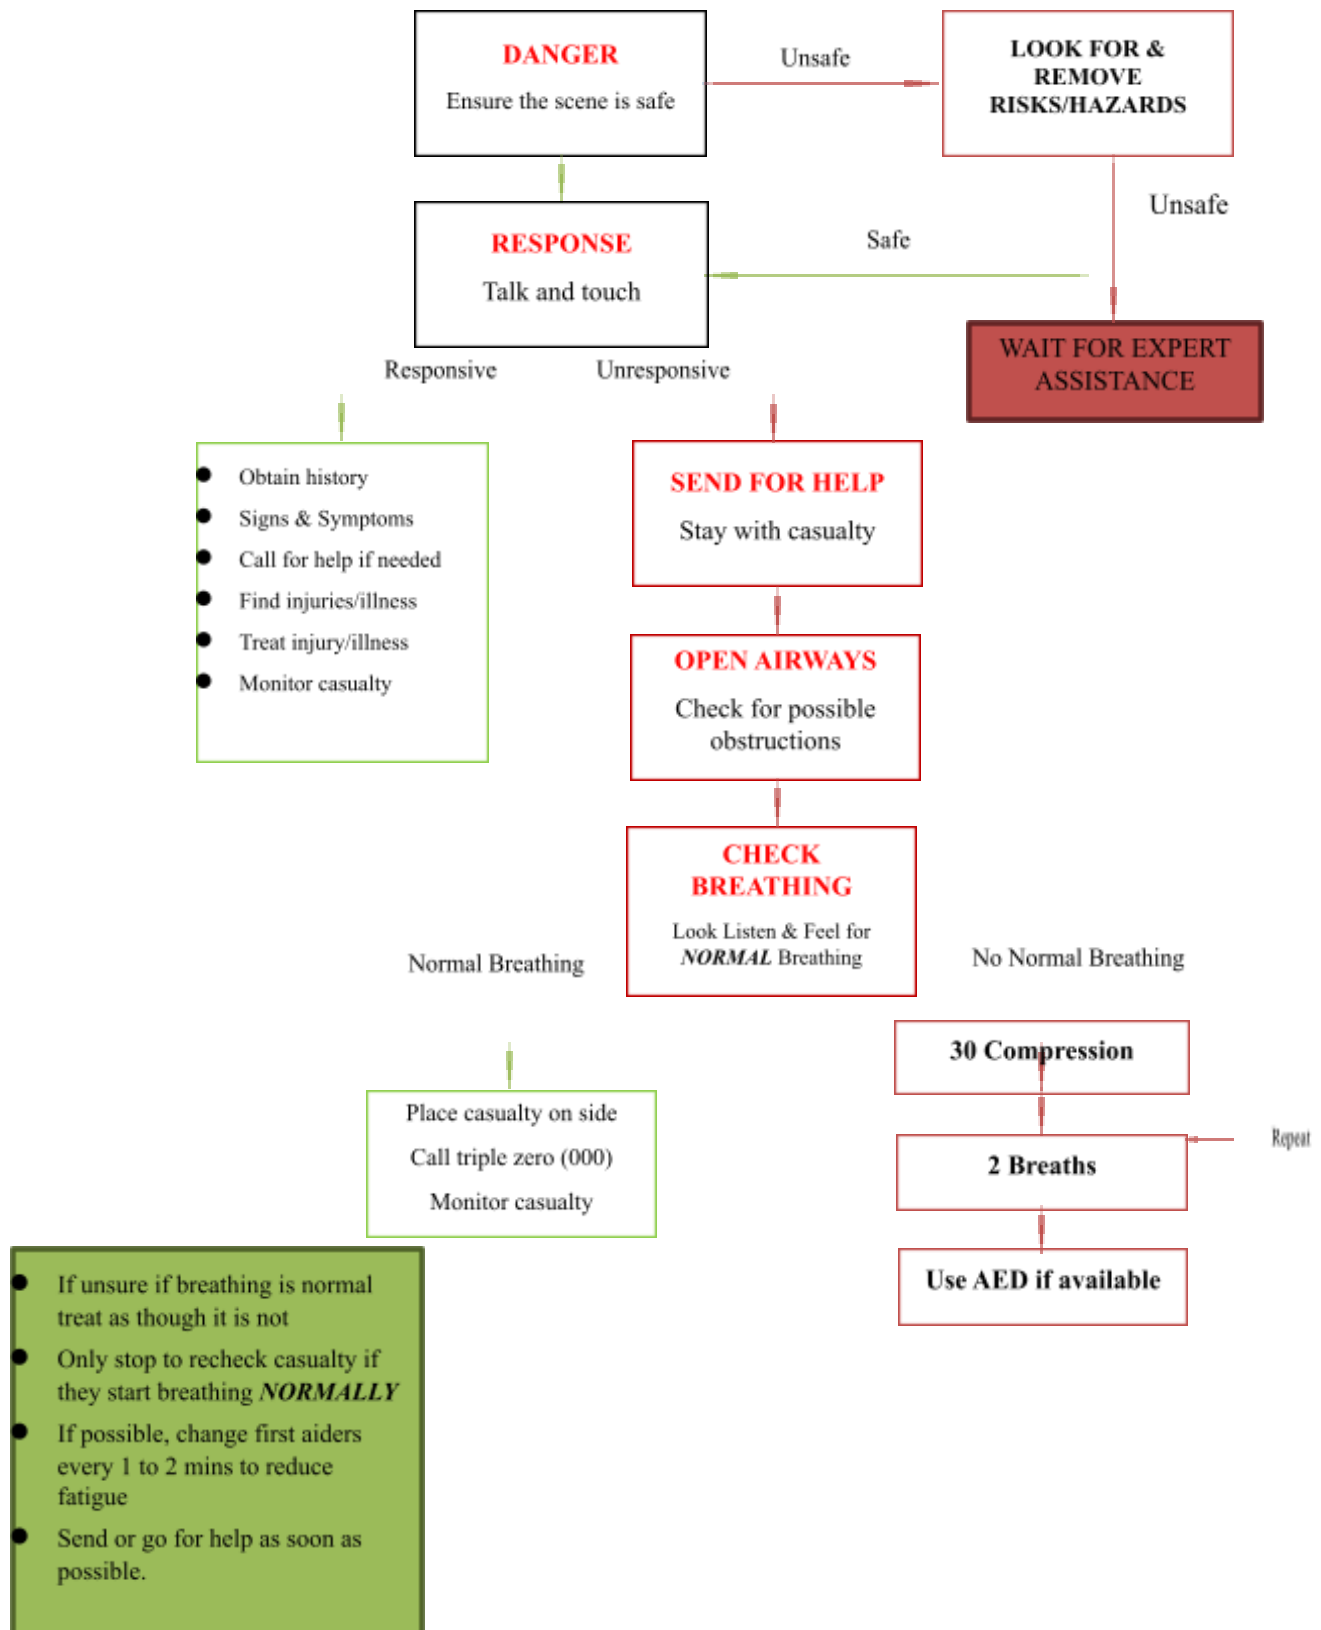 DANGER
Ensure the scene is safe
Unsafe
LOOK FOR &
REMOVE
RISKS/HAZARDS
Unsafe
Safe
RESPONSE
Talk and touch
WAIT FOR EXPERT
ASSISTANCE
Responsive
Unresponsive
Obtain history
Signs & Symptoms
Call for help if needed
Find injuries/illness
Treat injury/illness
Monitor casualty
SEND FOR HELP
Stay with casualty
OPEN AIRWAYS
Check for possible
obstructions
CHECK
BREATHING
Look Listen & Feel for
NORMAL Breathing
Normal Breathing
No Normal Breathing
Place casualty on side
Call triple zero (000)
Monitor casualty
30 Compression
2 Breaths
Repeat
Use AED if available
If unsure if breathing is normal
treat as though it is not
Only stop to recheck casualty if
they start breathing NORMALLY
If possible, change first aiders
every 1 to 2 mins to reduce
fatigue
Send or go for help as soon as
possible.